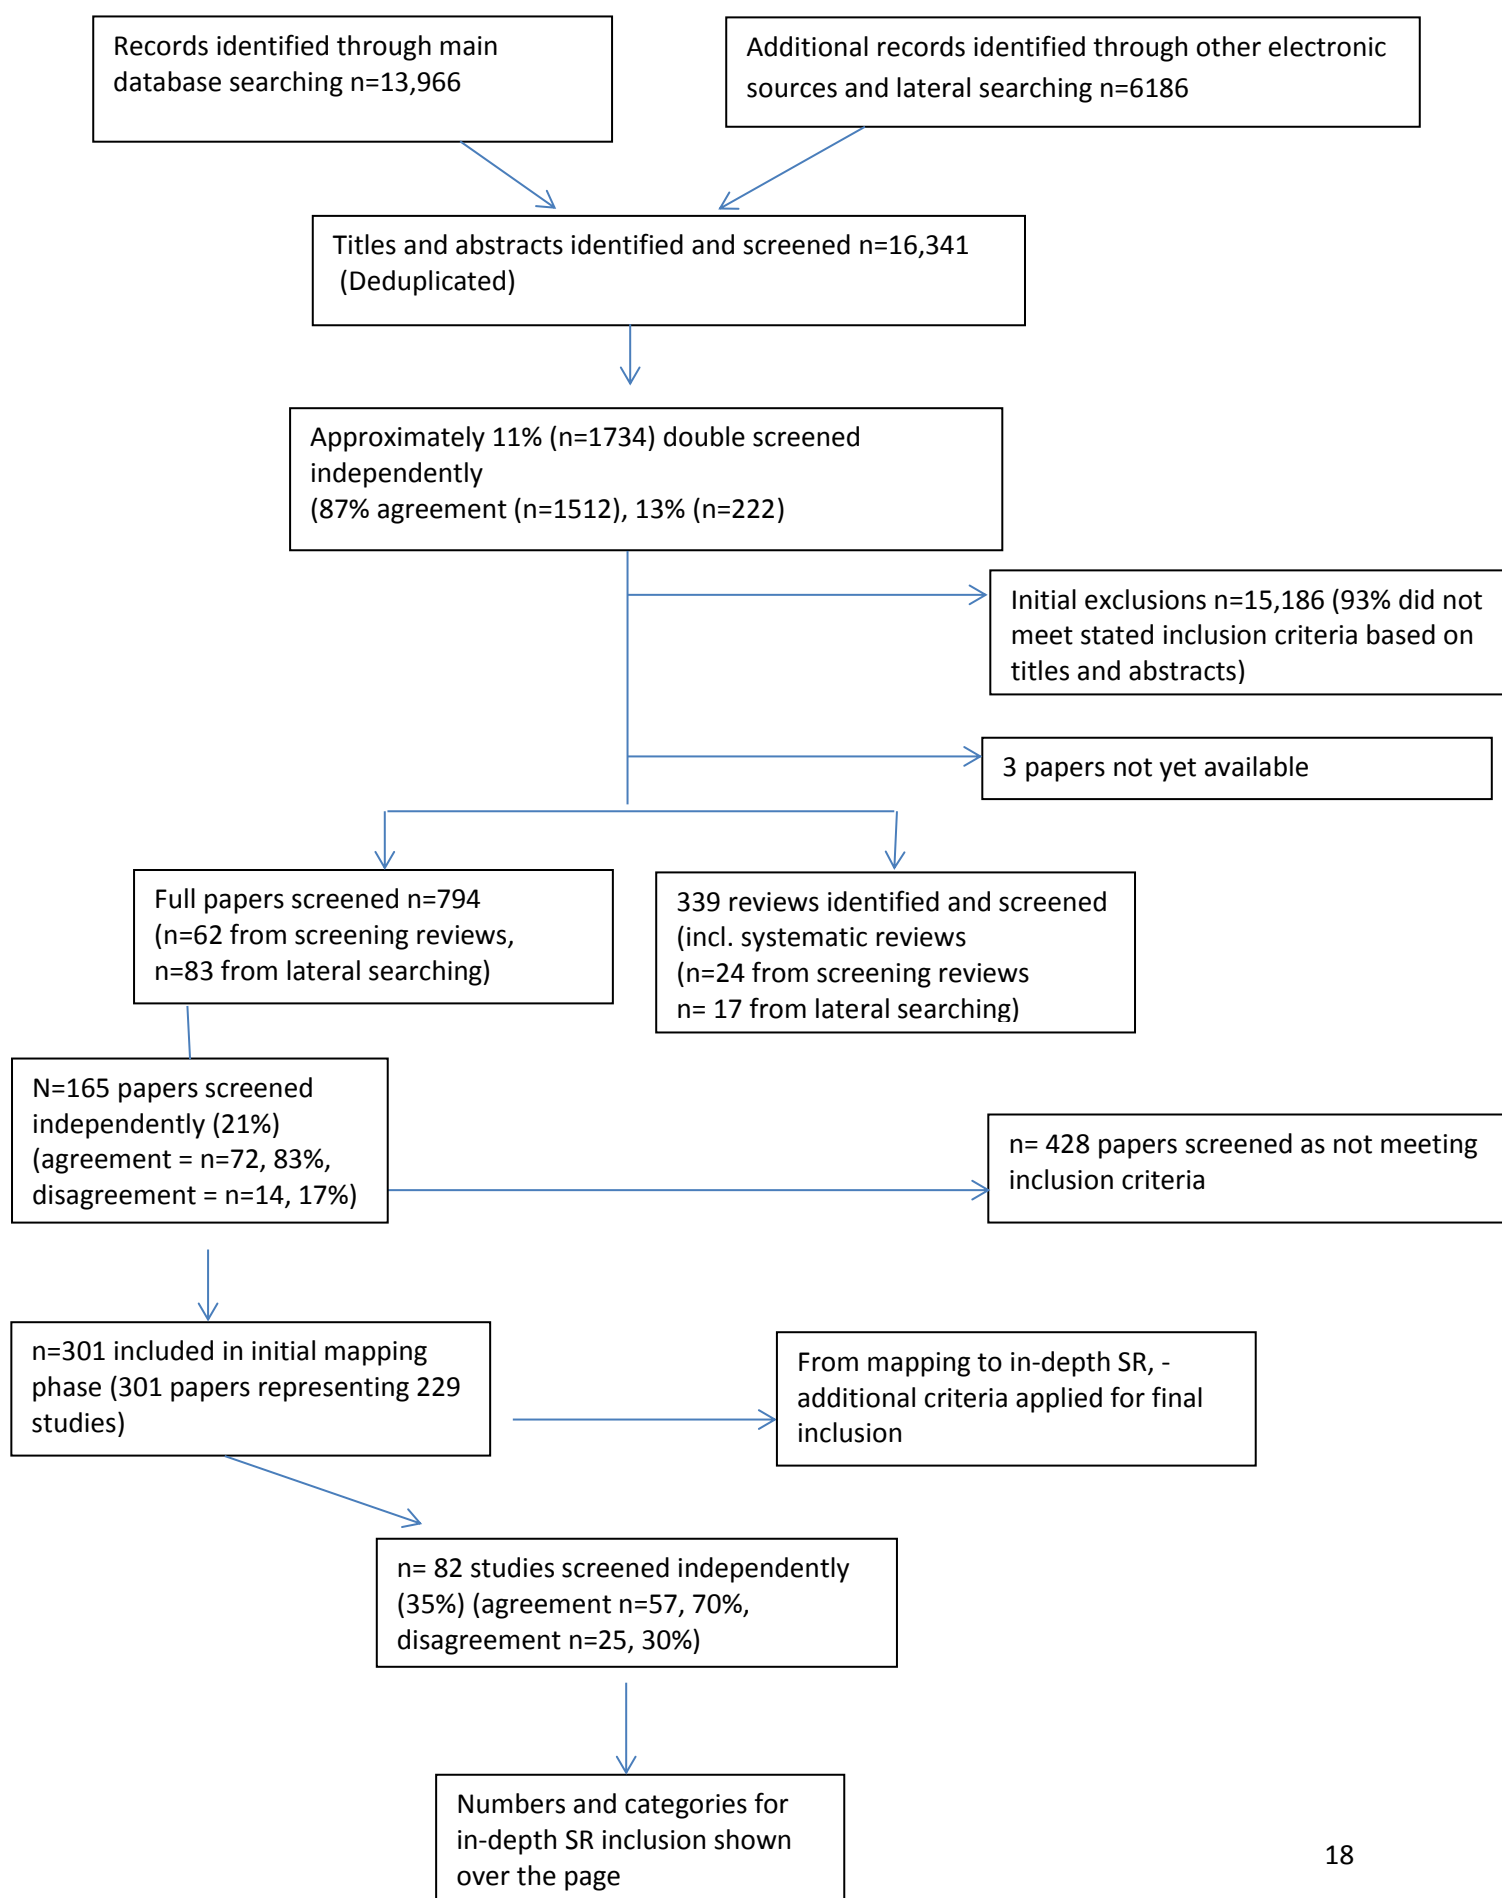 Records identified through main
database searching n=13,966
Additional records identified through other electronic
sources and lateral searching n=6186
Titles and abstracts identified and screened n=16,341
(Deduplicated)
Approximately 11% (n=1734) double screened
independently
(87% agreement (n=1512), 13% (n=222)
Initial exclusions n=15,186 (93% did not
meet stated inclusion criteria based on
titles and abstracts)
3 papers not yet available
Full papers screened n=794
(n=62 from screening reviews,
n=83 from lateral searching)
339 reviews identified and screened
(incl. systematic reviews
(n=24 from screening reviews
n= 17 from lateral searching)
N=165 papers screened
independently (21%)
(agreement = n=72, 83%,
disagreement = n=14, 17%)
n= 428 papers screened as not meeting
inclusion criteria
n=301 included in initial mapping
phase (301 papers representing 229
studies)
From mapping to in-depth SR, -
additional criteria applied for final
inclusion
n= 82 studies screened independently
(35%) (agreement n=57, 70%,
disagreement n=25, 30%)
Numbers and categories for
in-depth SR inclusion shown
over the page
18